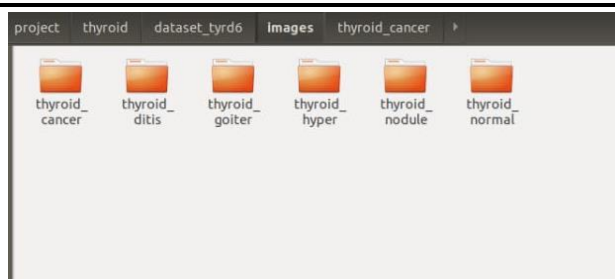 project thyroid dataset_tyrd6 images thyroid_cancer
thyroid_ thyroid_ thyroid_ thyroid_ thyroid_ thyroid_
cancer ditis goiter hyper nodule normal